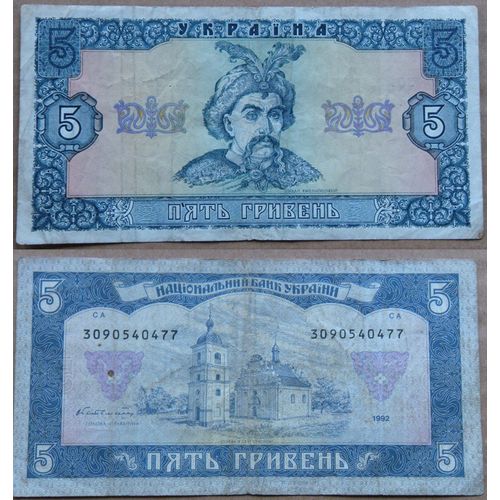 5 УКРАЇНА 5
5 5
ПЯТЬ ГРИВЕНЬ
НАЦІОНАЛЬНИЙ БАНК УКРАЇНИ
5 5
СА СА
3090540477 3090540477
1992
5 ПЯТЬ ГРИВЕНЬ 5